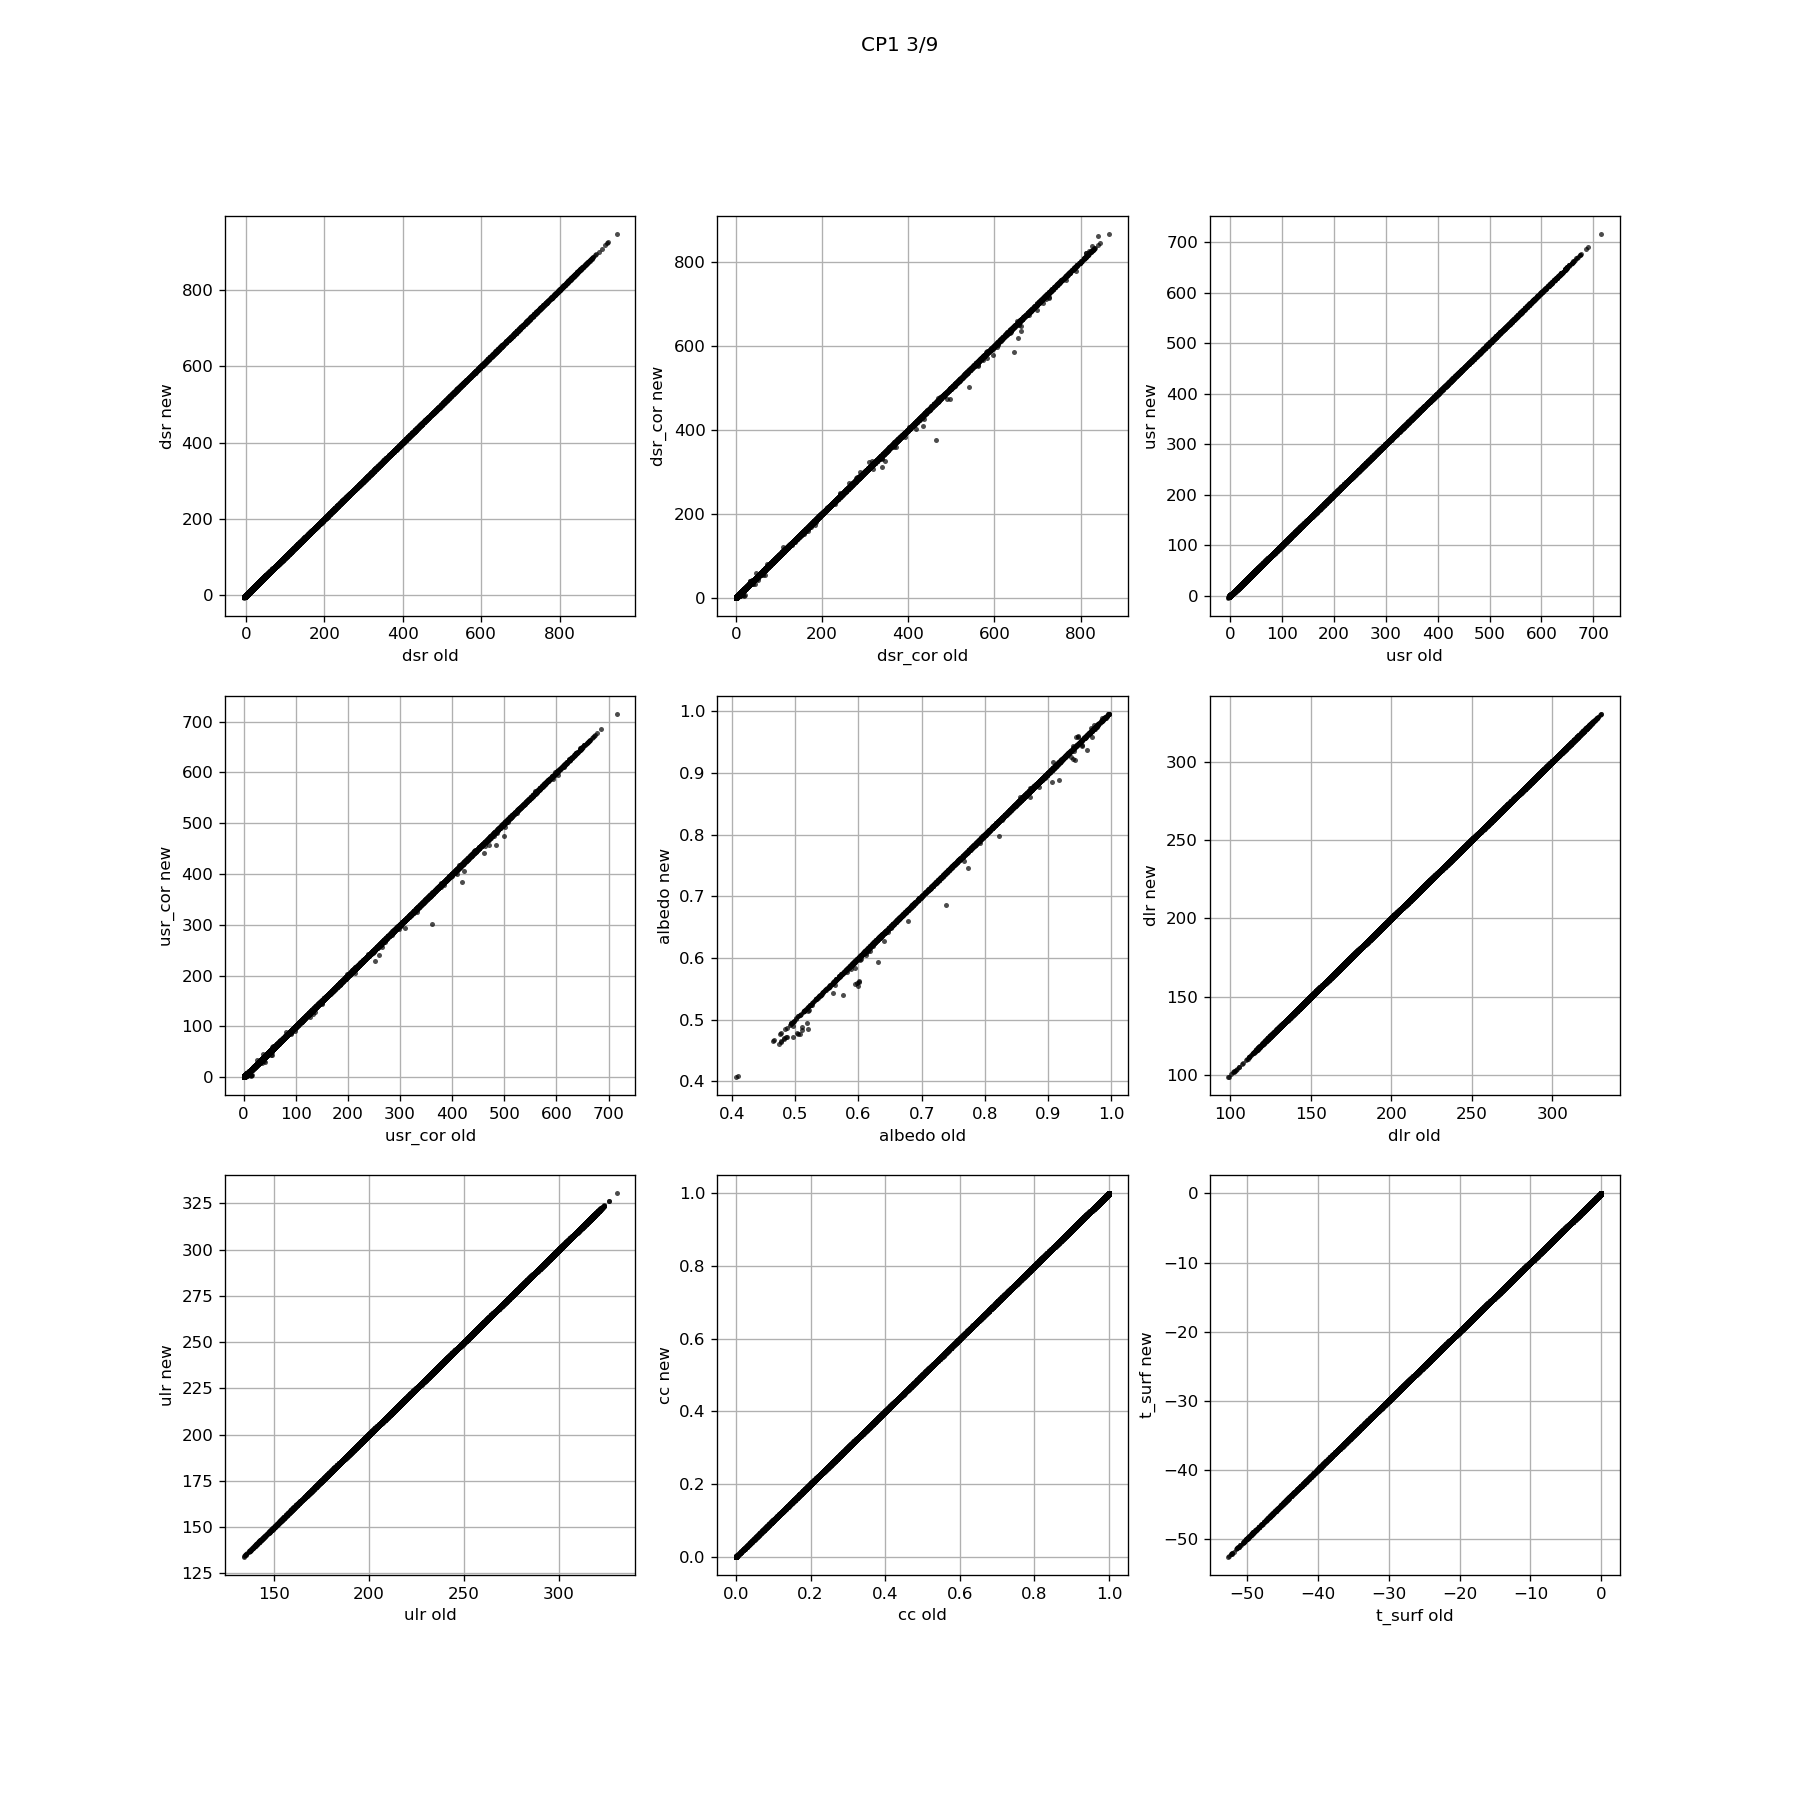 CP1 3/9
dsr new
800
600
400
200
0
0 200 400 600 800
dsr old
dsr_cor new
800
600
400
200
0
0 200 400 600 800
dsr_cor old
usr new
700
600
500
400
300
200
100
0
0 100 200 300 400 500 600 700
usr old
usr_cor new
700
600
500
400
300
200
100
0
0 100 200 300 400 500 600 700
usr_cor old
albedo new
1.0
0.9
0.8
0.7
0.6
0.5
0.4
0.4 0.5 0.6 0.7 0.8 0.9 1.0
albedo old
dlr new
300
250
200
150
100
100 150 200 250 300
dlr old
ulr new
325
300
275
250
225
200
175
150
125
150 200 250 300
ulr old
cc new
1.0
0.8
0.6
0.4
0.2
0.0
0.0 0.2 0.4 0.6 0.8 1.0
cc old
t_surf new
0
−10
−20
−30
−40
−50
−50 −40 −30 −20 −10 0
t_surf old